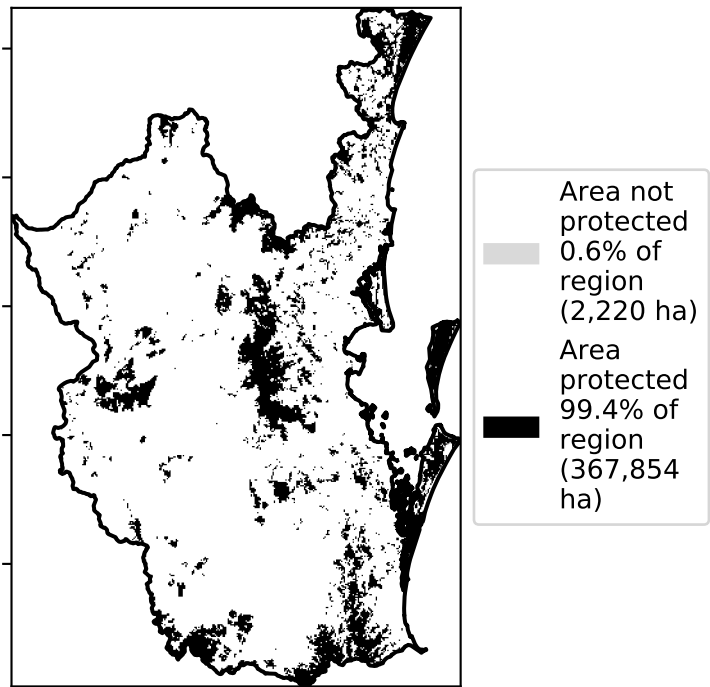 Area not
protected
0.6% of
region
(2,220 ha)
Area
protected
99.4% of
region
(367,854
ha)